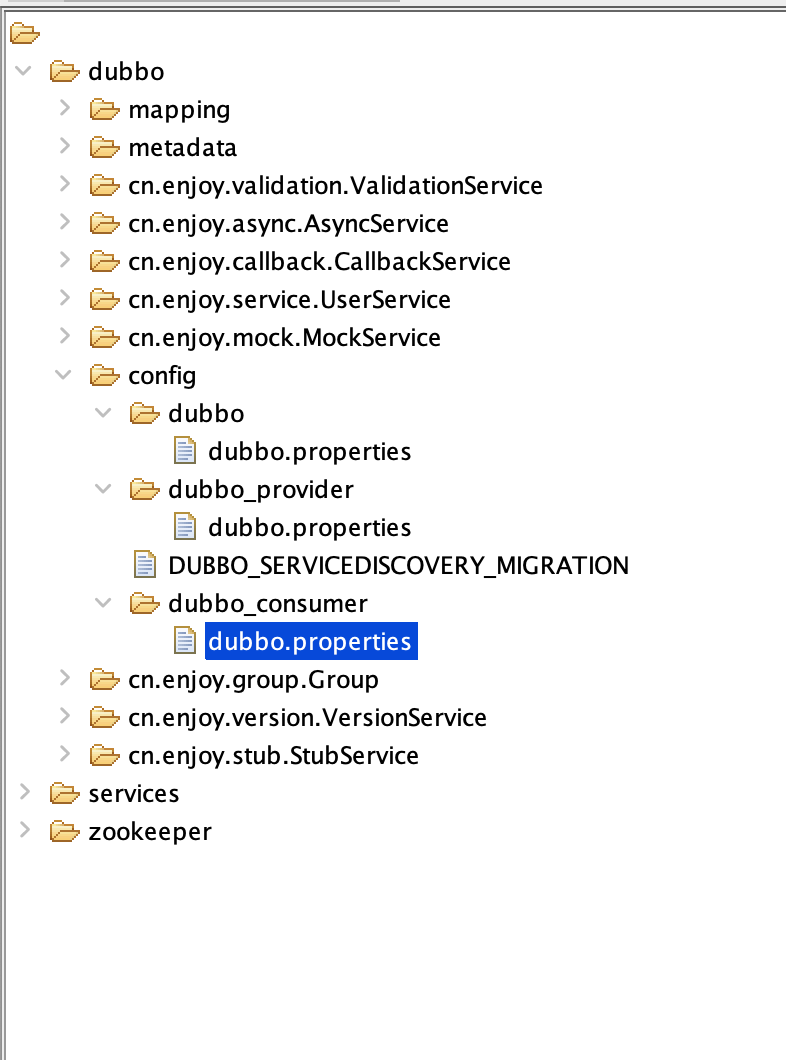 dubbo
mapping
metadata
cn.enjoy.validation.ValidationService
cn.enjoy.async.AsyncService
cn.enjoy.callback.CallbackService
cn.enjoy.service.UserService
cn.enjoy.mock.MockService
config
dubbo
dubbo.properties
dubbo_provider
dubbo.properties
DUBBO_SERVICEDISCOVERY_MIGRATION
dubbo_consumer
dubbo.properties
cn.enjoy.group.Group
cn.enjoy.version.VersionService
cn.enjoy.stub.StubService
services
zookeeper